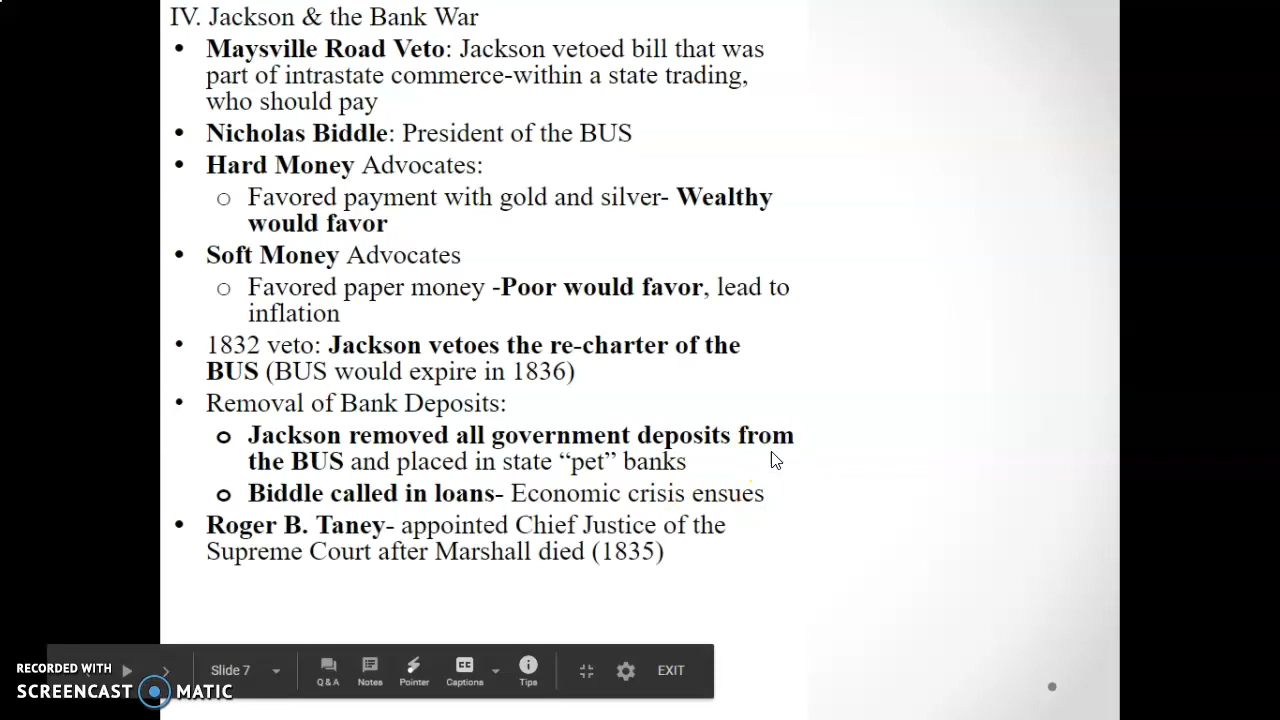 IV. Jackson & the Bank War
• Maysville Road Veto: Jackson vetoed bill that was
part of intrastate commerce-within a state trading,
who should pay
• Nicholas Biddle: President of the BUS
• Hard Money Advocates:
o Favored payment with gold and silver- Wealthy
would favor
• Soft Money Advocates
o Favored paper money -Poor would favor, lead to
inflation
• 1832 veto: Jackson vetoes the re-charter of the
BUS (BUS would expire in 1836)
• Removal of Bank Deposits:
o Jackson removed all government deposits from
the BUS and placed in state “pet” banks
o Biddle called in loans- Economic crisis ensues
• Roger B. Taney- appointed Chief Justice of the
Supreme Court after Marshall died (1835)
RECORDED WITH
SCREENCAST MATIC
Slide 7
Q & A Notes Pointer Captions Tips
CC
EXIT